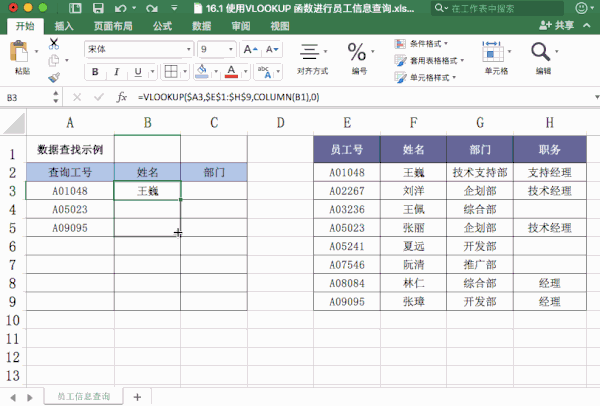 16.1 使用VLOOKUP 函数进行员工信息查询.xls...
在工作表中搜索
开始 插入 页面布局 公式 数据 审阅 视图 共享
粘贴 宋体 9 对齐方式 编号 条件格式 套用表格格式 单元格样式 单元格 编辑
B I U A A abc A
B3 fx =VLOOKUP($A3,$E$1:$H$9,COLUMN(B1),0)
A B C D E F G H
1 数据查找示例 员工号 姓名 部门 职务
2 查询工号 姓名 部门 A01048 王巍 技术支持部 支持经理
3 A01048 王巍 A02267 刘洋 企划部 技术经理
4 A05023 A03236 王佩 综合部
5 A09095 A05023 张丽 企划部 技术经理
6 A05241 夏远 开发部
7 A07546 阮清 推广部
8 A08084 林仁 综合部 经理
9 A09095 张璋 开发部 经理
10
11
12
13
员工信息查询